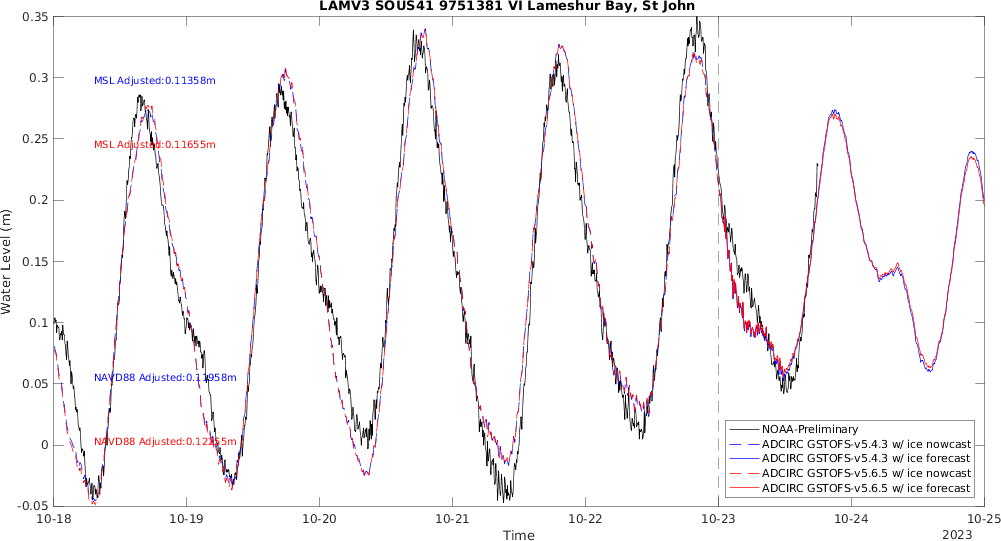 LAMV3 SOUS41 9751381 VI Lameshur Bay, St John
0.35
0.3
0.25
0.2
0.15
0.1
0.05
0
-0.05
Water Level (m)
MSL Adjusted:0.11358m
MSL Adjusted:0.11655m
NAVD88 Adjusted:0.11958m
NAVD88 Adjusted:0.12255m
NOAA-Preliminary
ADCIRC GSTOFS-v5.4.3 w/ ice nowcast
ADCIRC GSTOFS-v5.4.3 w/ ice forecast
ADCIRC GSTOFS-v5.6.5 w/ ice nowcast
ADCIRC GSTOFS-v5.6.5 w/ ice forecast
10-18 10-19 10-20 10-21 10-22 10-23 10-24 10-25
Time
2023